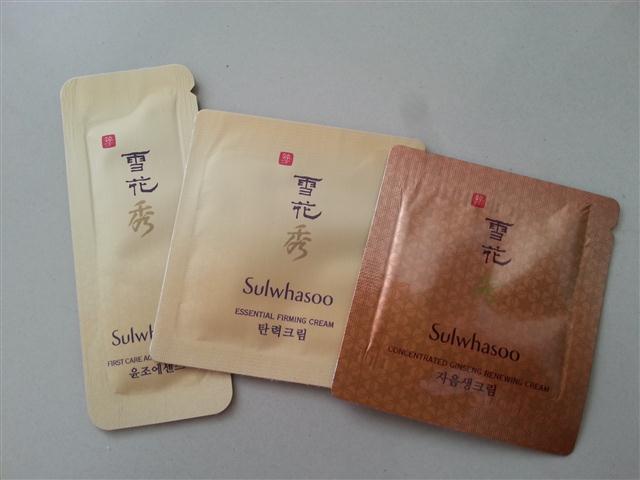 雪
花
秀
Sulwh
FIRST CARE AC
윤조에센
雪
花
秀
Sulwhasoo
ESSENTIAL FIRMING CREAM
탄력크림
雪
花
秀
Sulwhasoo
CONCENTRATED GINSENG RENEWING CREAM
자음생크림